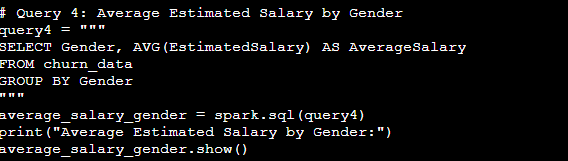 # Query 4: Average Estimated Salary by Gender
query4 = """
SELECT Gender, AVG(EstimatedSalary) AS AverageSalary
FROM churn_data
GROUP BY Gender
"""
average_salary_gender = spark.sql(query4)
print("Average Estimated Salary by Gender:")
average_salary_gender.show()